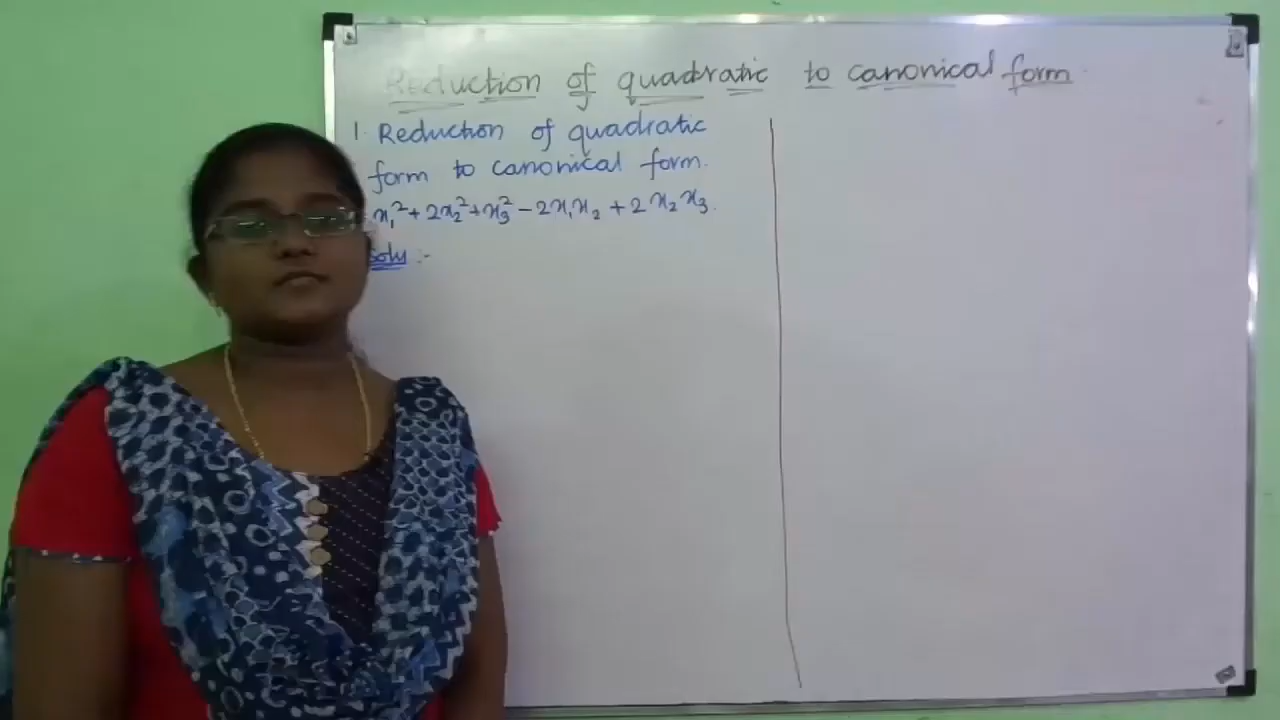 Reduction of quadratic to canonical form
1. Reduction of quadratic
form to canonical form.
x₁²+2x₂²+x₃²-2x₁x₂+2x₂x₃.
Soln :-